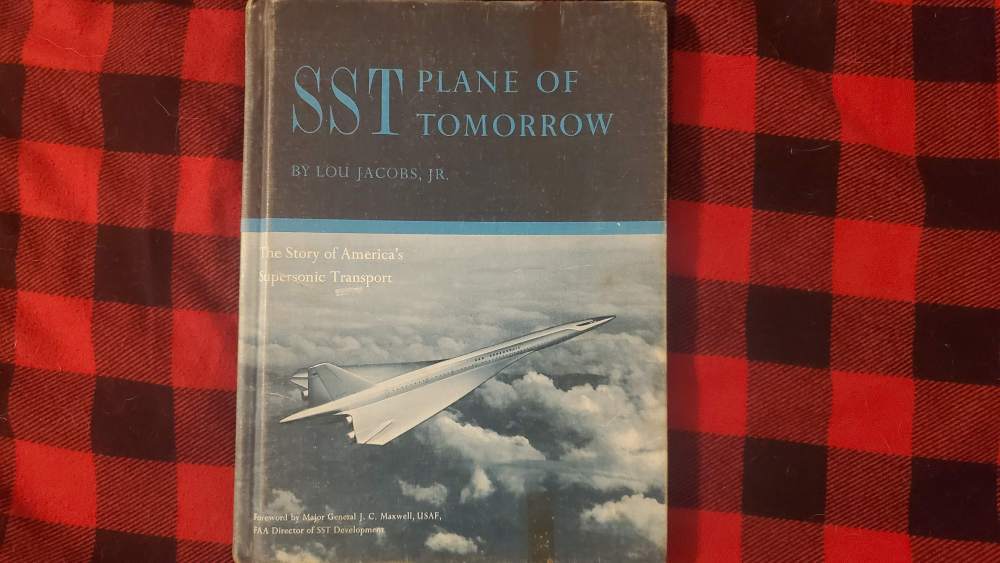 SST PLANE OF
TOMORROW
BY LOU JACOBS, JR.
The Story of America's
Supersonic Transport
Foreword by Major General J. C. Maxwell, USAF,
FAA Director of SST Development